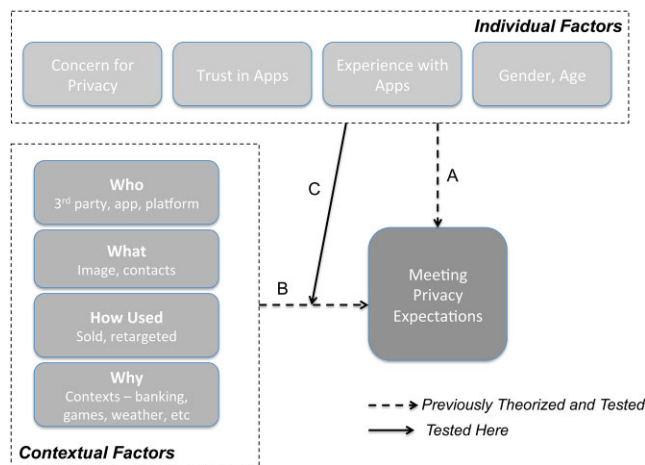 Individual Factors
Concern for
Privacy
Trust in Apps
Experience with
Apps
Gender, Age
Who
3rd party, app, platform
What
Image, contacts
How Used
Sold, retargeted
Why
Contexts – banking,
games, weather, etc
Contextual Factors
C
A
B
Meeting
Privacy
Expectations
Previously Theorized and Tested
Tested Here